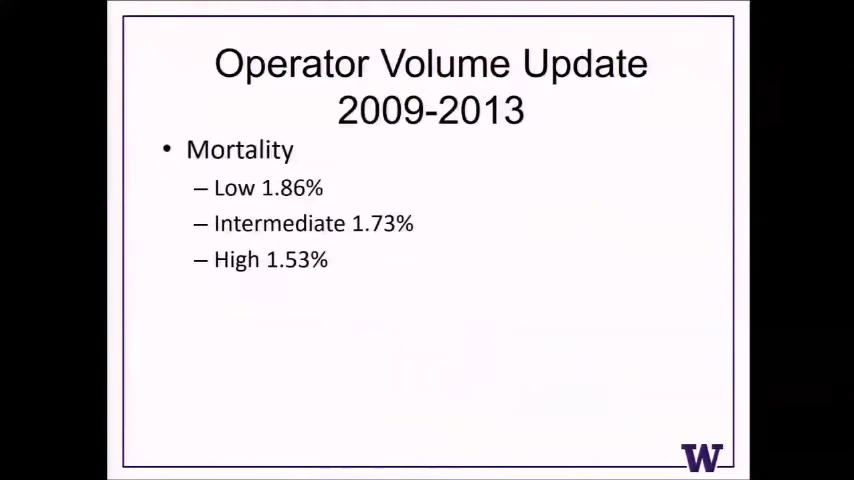 Operator Volume Update
2009-2013
• Mortality
– Low 1.86%
– Intermediate 1.73%
– High 1.53%
W